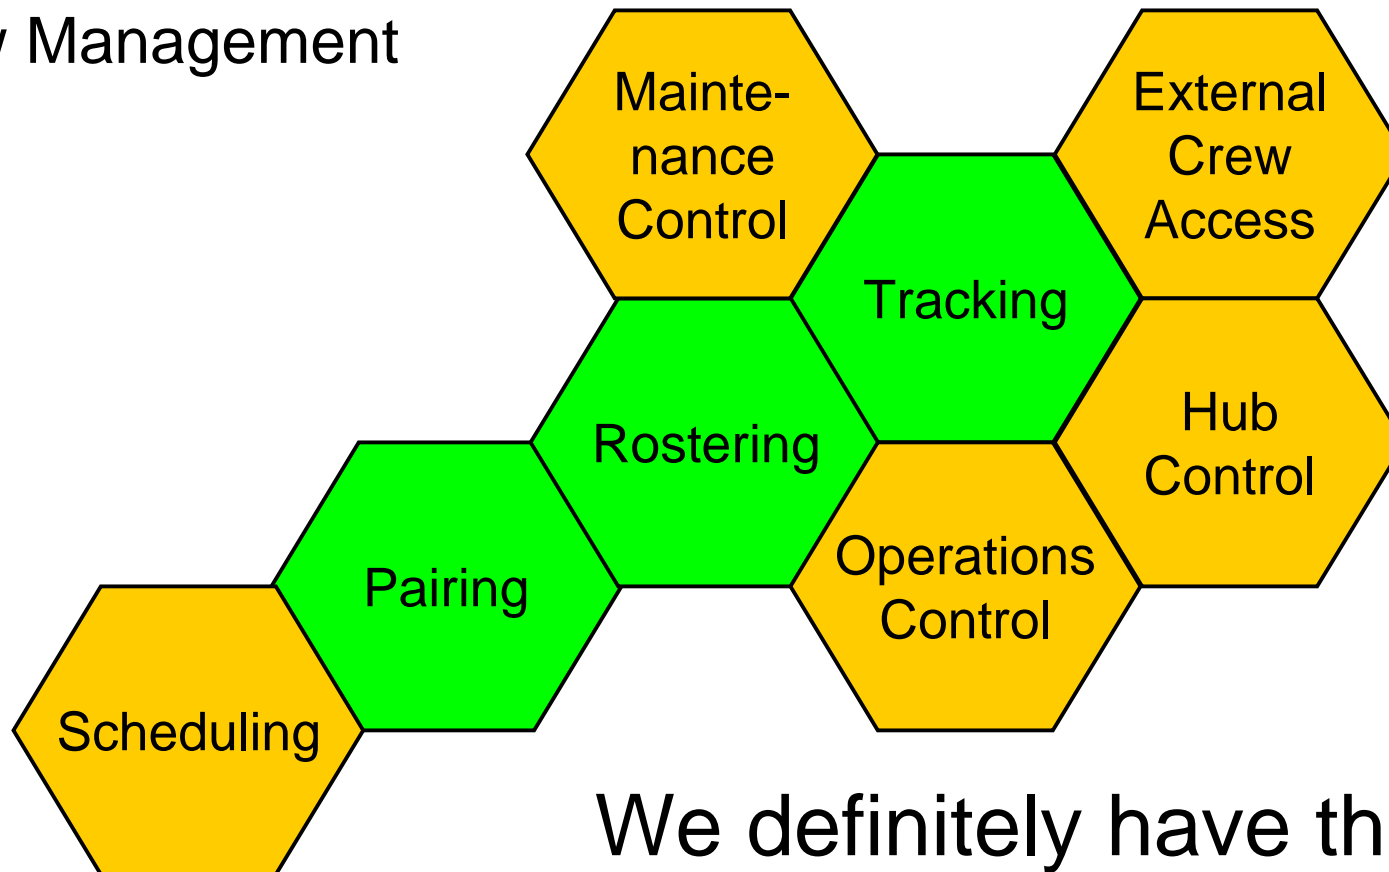 Management
Mainte-
nance
Control
External
Crew
Access
Tracking
Rostering
Hub
Control
Pairing
Operations
Control
Scheduling
We definitely have th